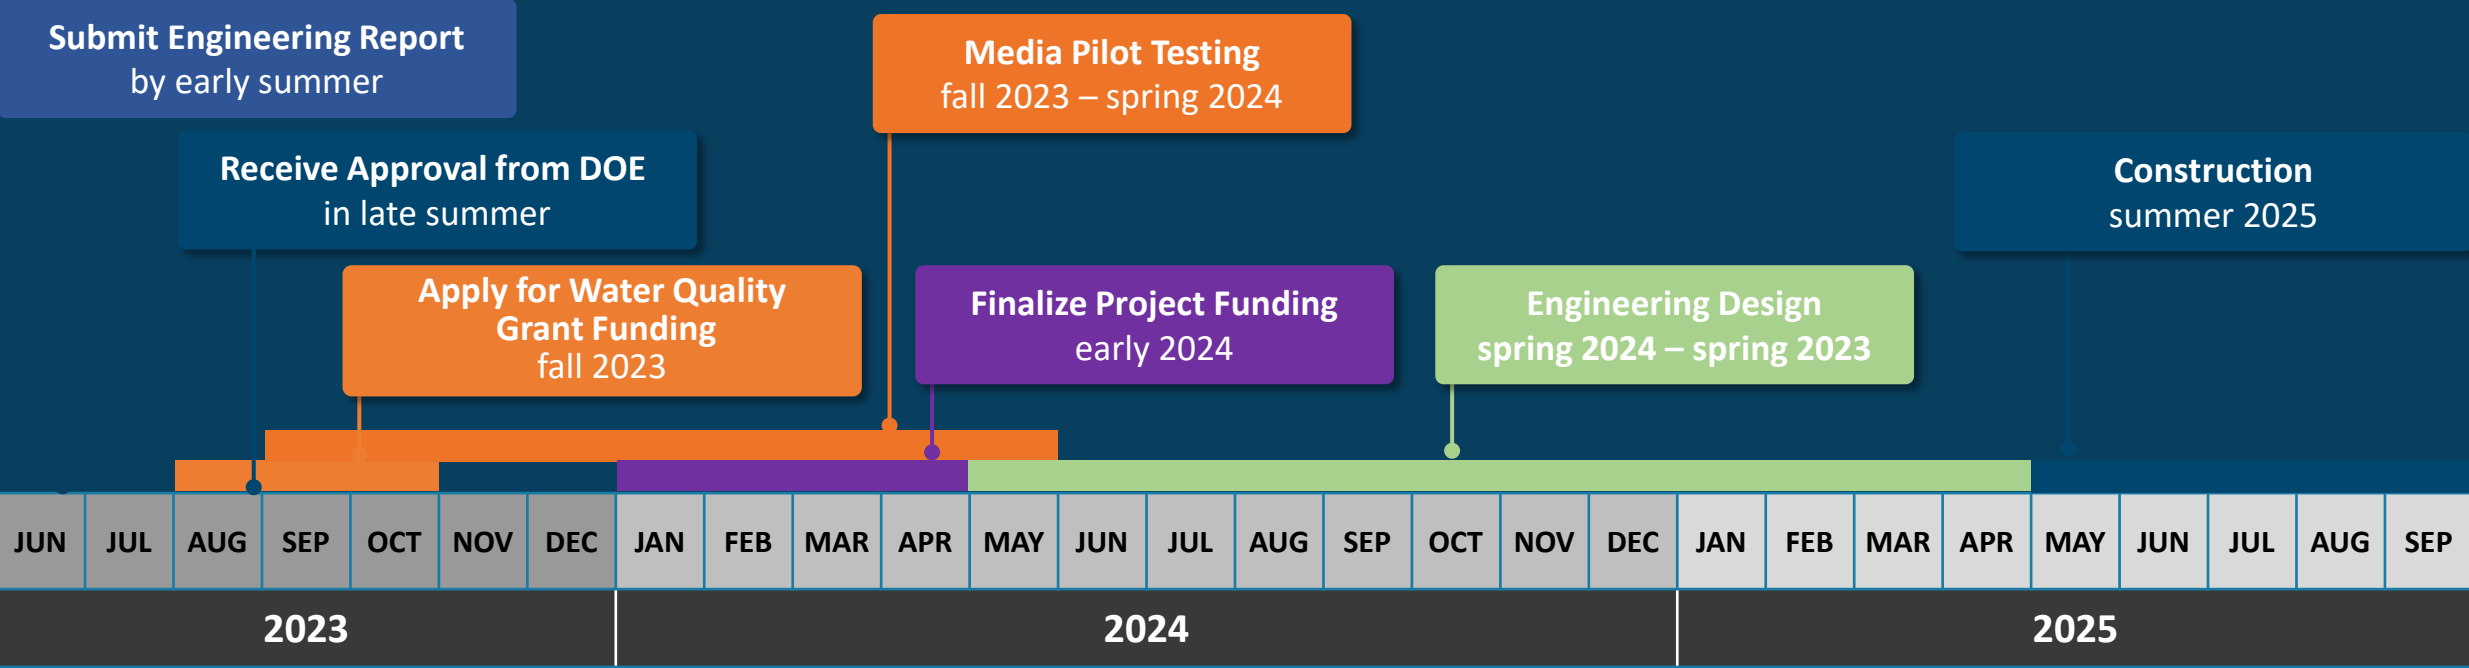 Submit Engineering Report
by early summer
Media Pilot Testing
fall 2023 – spring 2024
Receive Approval from DOE
in late summer
Construction
summer 2025
Apply for Water Quality
Grant Funding
fall 2023
Finalize Project Funding
early 2024
Engineering Design
spring 2024 – spring 2023
JUN JUL AUG SEP OCT NOV DEC JAN FEB MAR APR MAY JUN JUL AUG SEP OCT NOV DEC JAN FEB MAR APR MAY JUN JUL AUG SEP
2023 2024 2025